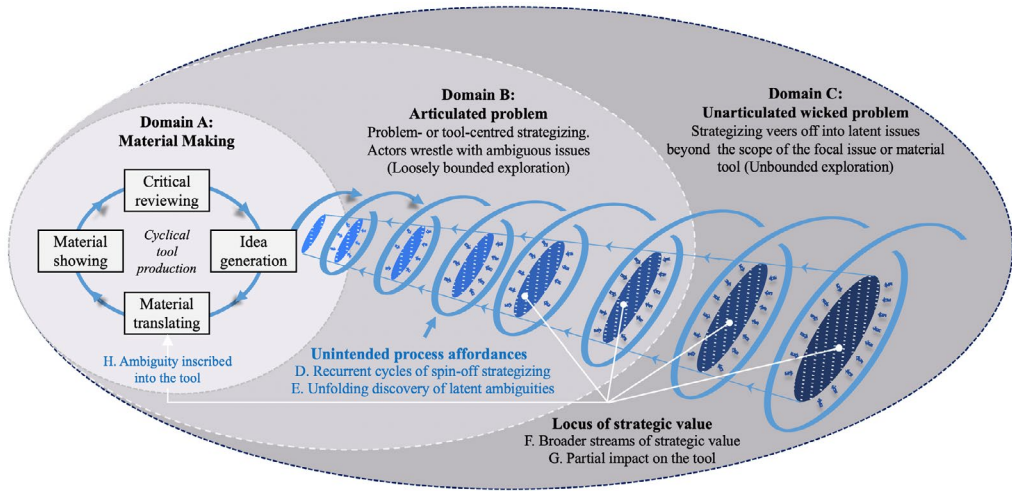 Domain A:
Material Making
Critical
reviewing
Material
showing
Cyclical
tool
production
Idea
generation
Material
translating
H. Ambiguity inscribed
into the tool
Domain B:
Articulated problem
Problem- or tool-centred strategizing.
Actors wrestle with ambiguous issues
(Loosely bounded exploration)
Domain C:
Unarticulated wicked problem
Strategizing veers off into latent issues
beyond the scope of the focal issue or material
tool (Unbounded exploration)
Unintended process affordances
D. Recurrent cycles of spin-off strategizing
E. Unfolding discovery of latent ambiguities
Locus of strategic value
F. Broader streams of strategic value
G. Partial impact on the tool